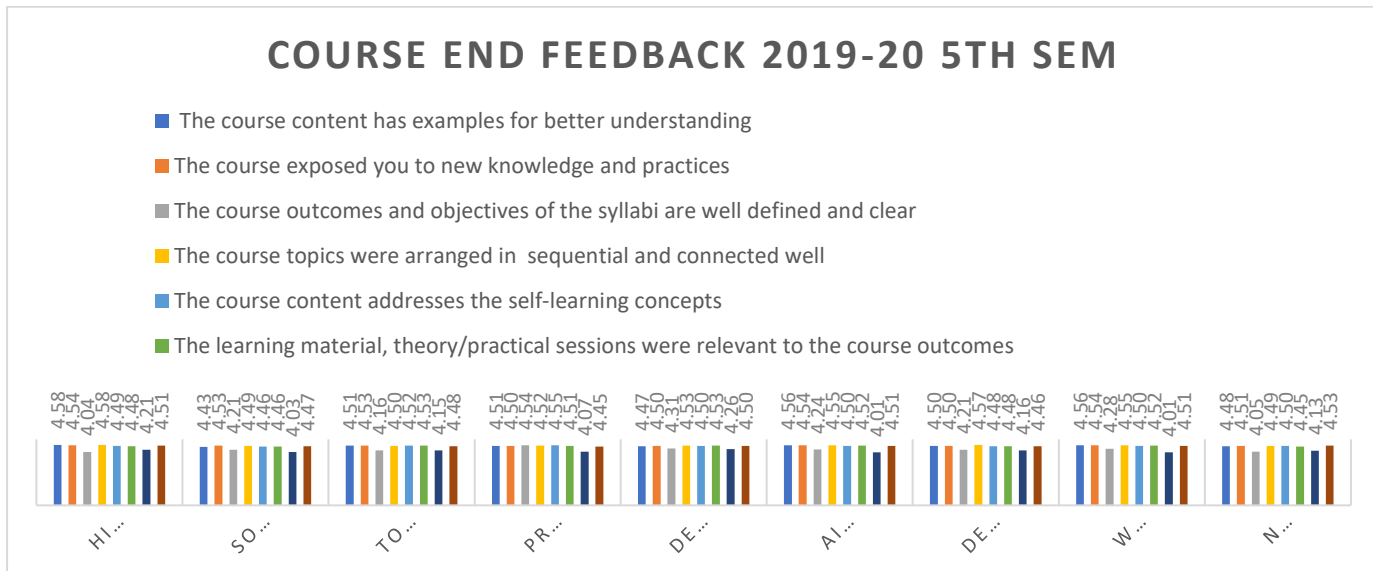 COURSE END FEEDBACK 2019-20 5TH SEM
The course content has examples for better understanding
The course exposed you to new knowledge and practices
The course outcomes and objectives of the syllabi are well defined and clear
The course topics were arranged in sequential and connected well
The course content addresses the self-learning concepts
The learning material, theory/practical sessions were relevant to the course outcomes
4.58 4.54 4.04 4.58 4.49 4.48 4.21 4.51
4.43 4.53 4.21 4.49 4.46 4.46 4.03 4.47
4.51 4.53 4.16 4.50 4.52 4.53 4.15 4.48
4.51 4.50 4.54 4.52 4.55 4.51 4.07 4.45
4.47 4.50 4.31 4.53 4.50 4.53 4.26 4.50
4.56 4.54 4.24 4.55 4.50 4.52 4.01 4.51
4.50 4.50 4.21 4.57 4.48 4.48 4.16 4.46
4.56 4.54 4.28 4.55 4.50 4.52 4.01 4.51
4.48 4.51 4.05 4.49 4.50 4.45 4.13 4.53
HI...
SO...
TO...
PR...
DE...
AI...
DE...
W...
N...